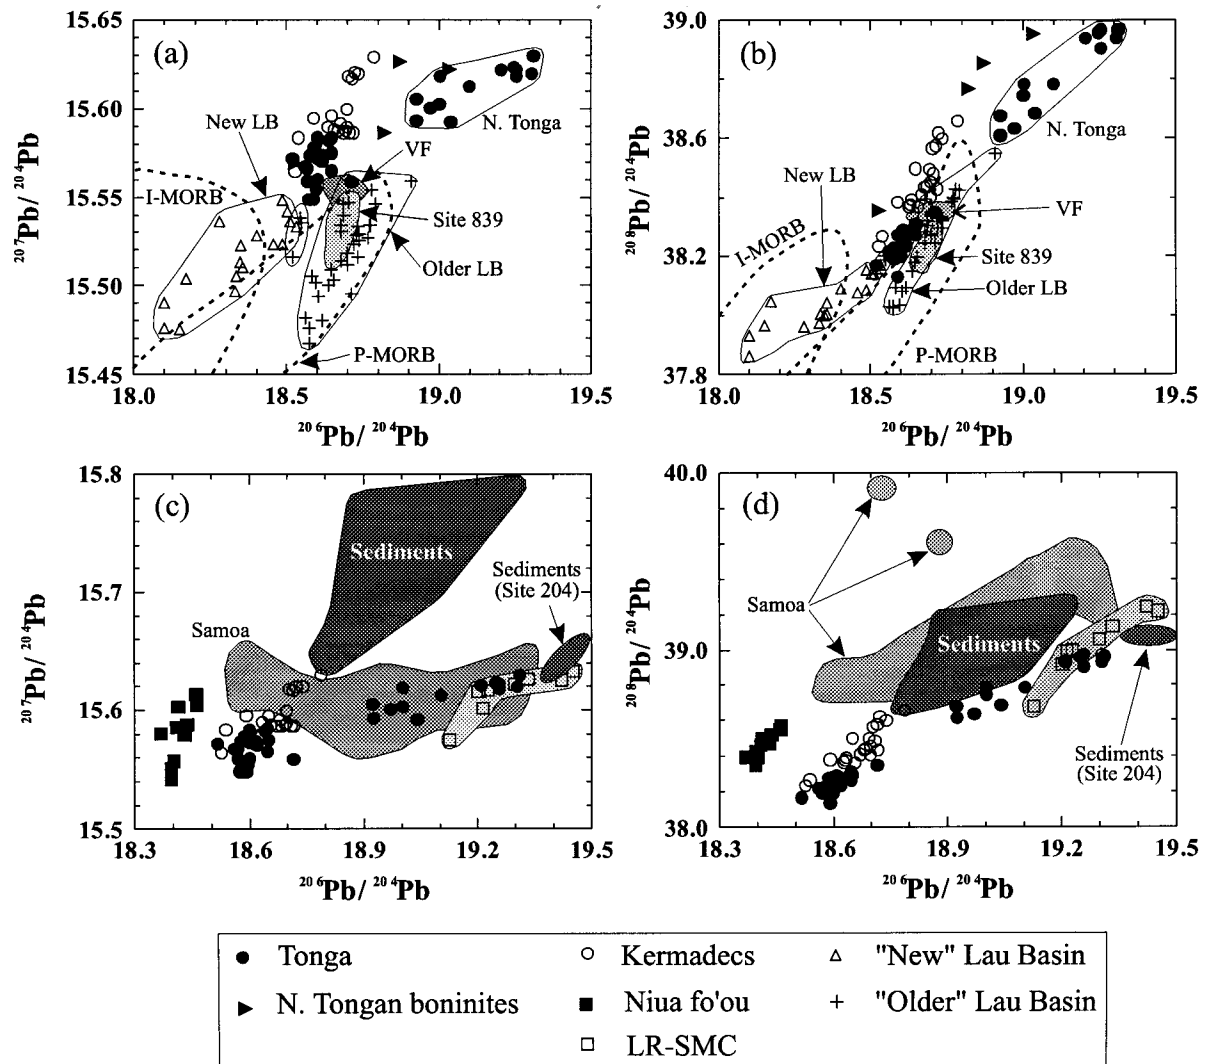 (a)
15.65
15.60
15.55
15.50
15.45
18.0
18.5
19.0
19.5
²⁰⁷Pb/ ²⁰⁴Pb
²⁰⁶Pb/ ²⁰⁴Pb
New LB
I-MORB
N. Tonga
VF
Site 839
Older LB
P-MORB
(b)
39.0
38.6
38.2
37.8
18.0
18.5
19.0
19.5
²⁰⁸Pb/ ²⁰⁴Pb
²⁰⁶Pb/ ²⁰⁴Pb
N. Tonga
New LB
I-MORB
VF
Site 839
Older LB
P-MORB
(c)
15.8
15.7
15.6
15.5
18.3
18.6
18.9
19.2
19.5
²⁰⁷Pb/ ²⁰⁴Pb
²⁰⁶Pb/ ²⁰⁴Pb
Sediments
Sediments
(Site 204)
Samoa
(d)
40.0
39.0
38.0
18.3
18.6
18.9
19.2
19.5
²⁰⁸Pb/ ²⁰⁴Pb
²⁰⁶Pb/ ²⁰⁴Pb
Samoa
Sediments
Sediments
(Site 204)
Tonga
Kermadecs
"New" Lau Basin
N. Tongan boninites
Niua fo'ou
"Older" Lau Basin
LR-SMC